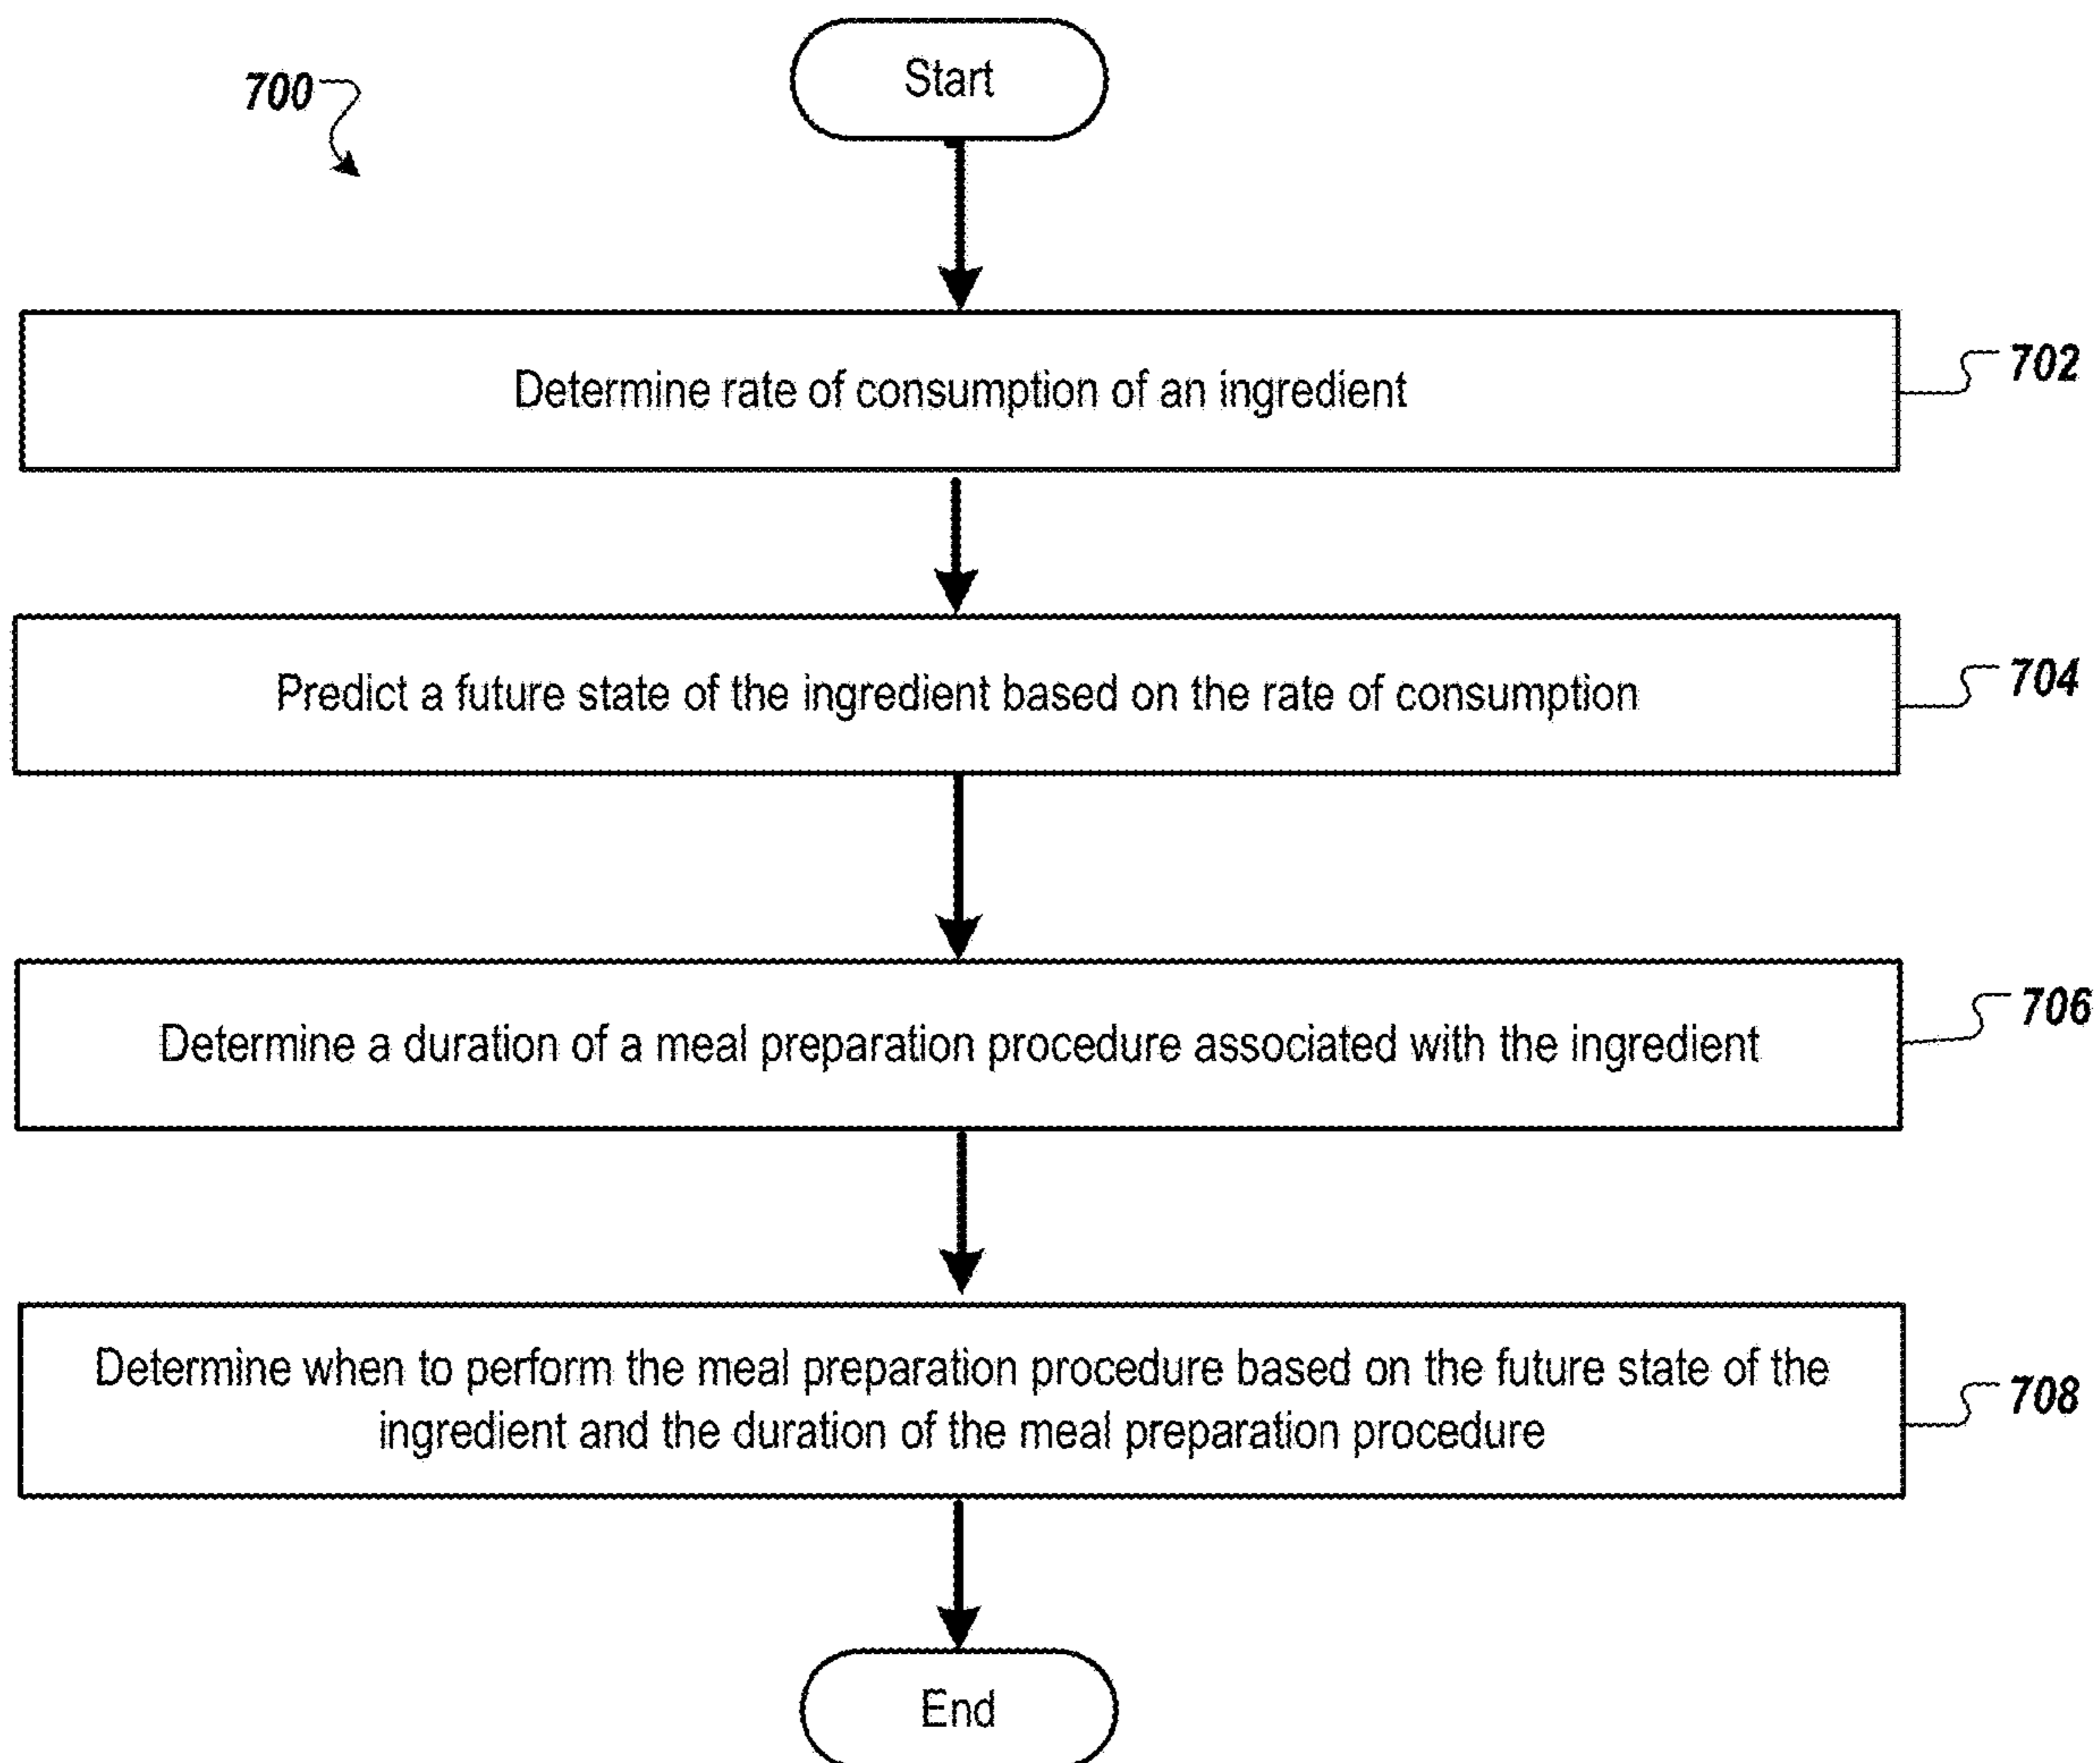 700
Start
Determine rate of consumption of an ingredient
702
Predict a future state of the ingredient based on the rate of consumption
704
Determine a duration of a meal preparation procedure associated with the ingredient
706
Determine when to perform the meal preparation procedure based on the future state of the
ingredient and the duration of the meal preparation procedure
708
End